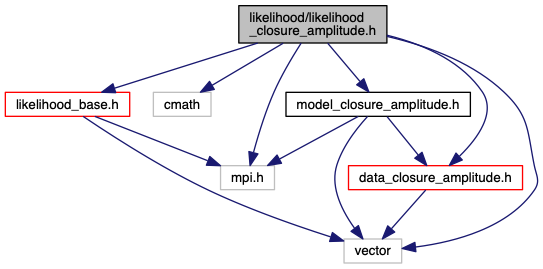 likelihood/likelihood
_closure_amplitude.h
likelihood_base.h
cmath
model_closure_amplitude.h
mpi.h
data_closure_amplitude.h
vector